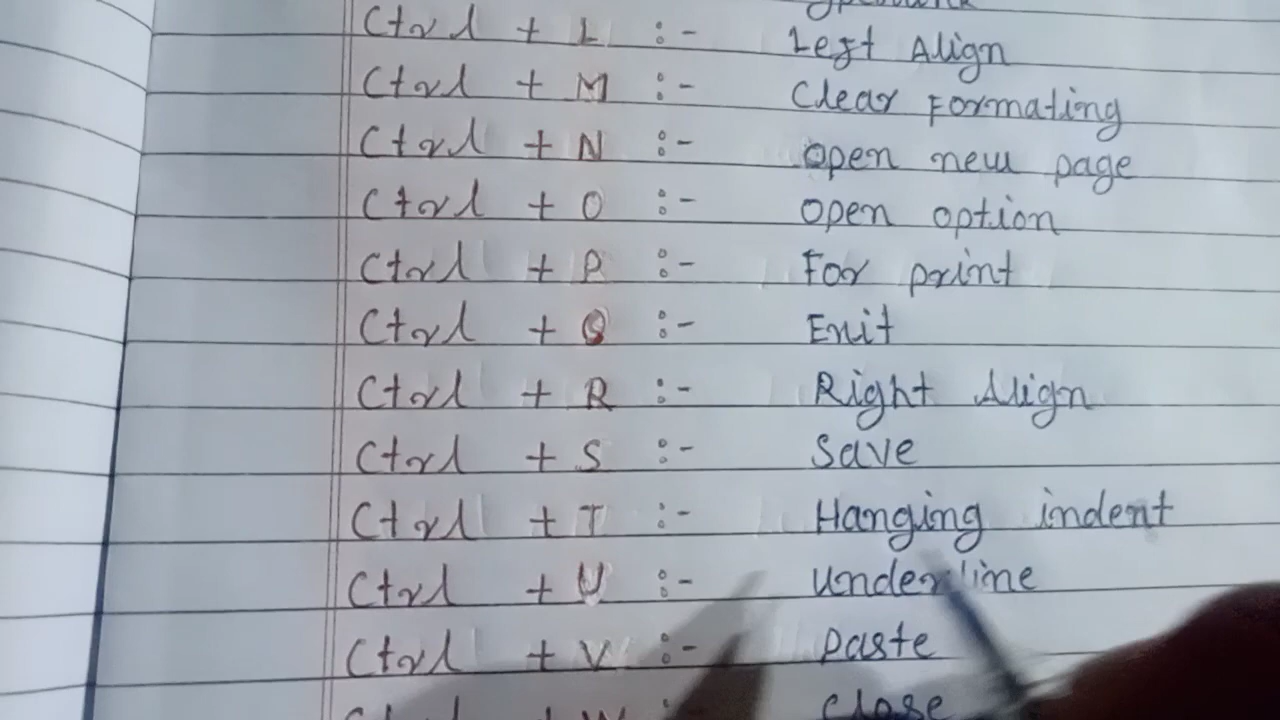 Ctrl + L :- Left Align
Ctrl + M :- Clear Formating
Ctrl + N :- Open new page
Ctrl + O :- Open option
Ctrl + P :- For print
Ctrl + Q :- Exit
Ctrl + R :- Right Align
Ctrl + S :- Save
Ctrl + T :- Hanging indent
Ctrl + U :- Underline
Ctrl + V :- Paste
Ctrl + W :- Close